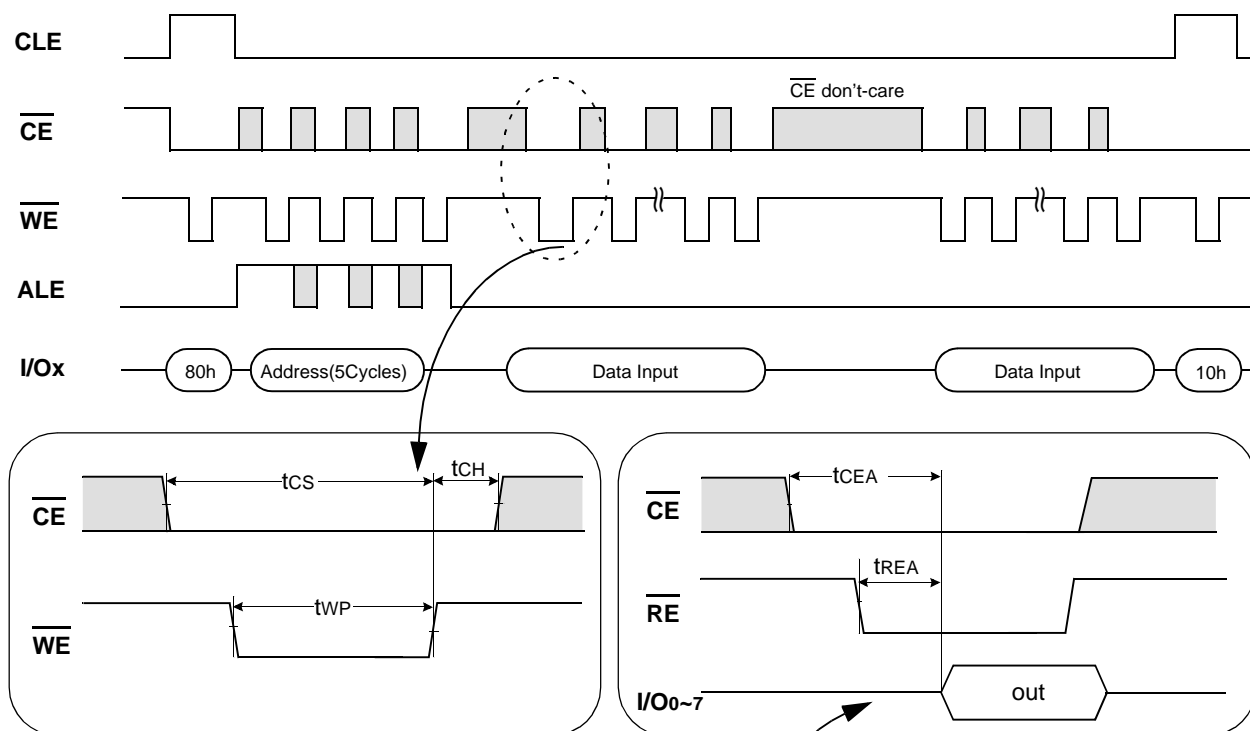 CLE
CE don't-care
CE
WE
ALE
I/Ox
80h
Address(5Cycles)
Data Input
Data Input
10h
tCS
tCH
CE
tWP
WE
tCEA
CE
tREA
RE
I/O0~7
out